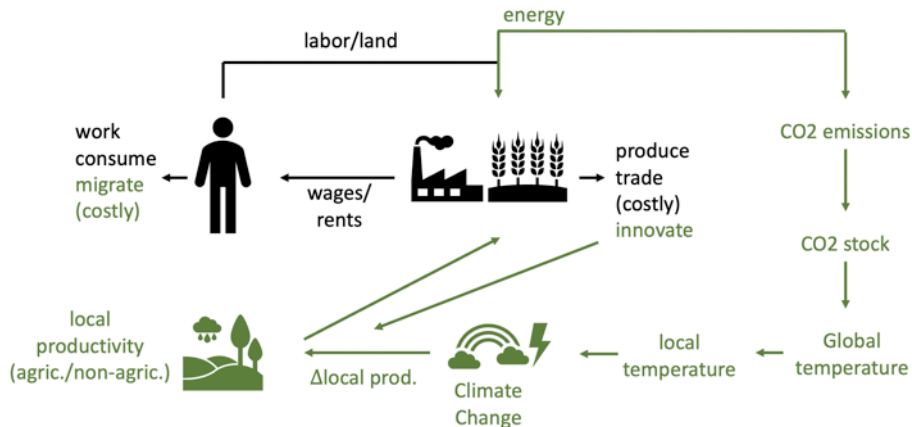 energy
labor/land
work
consume
migrate
(costly)
wages/
rents
produce
trade
(costly)
innovate
CO2 emissions
CO2 stock
local
productivity
(agric./non-agric.)
Δlocal prod.
Climate
Change
local
temperature
Global
temperature